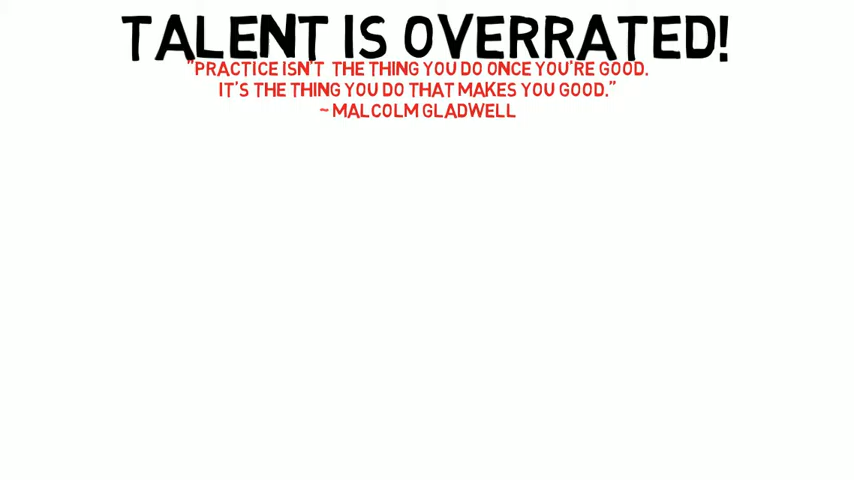 TALENT IS OVERRATED!
"PRACTICE ISN'T THE THING YOU DO ONCE YOU'RE GOOD.
IT'S THE THING YOU DO THAT MAKES YOU GOOD."
~ MALCOLM GLADWELL